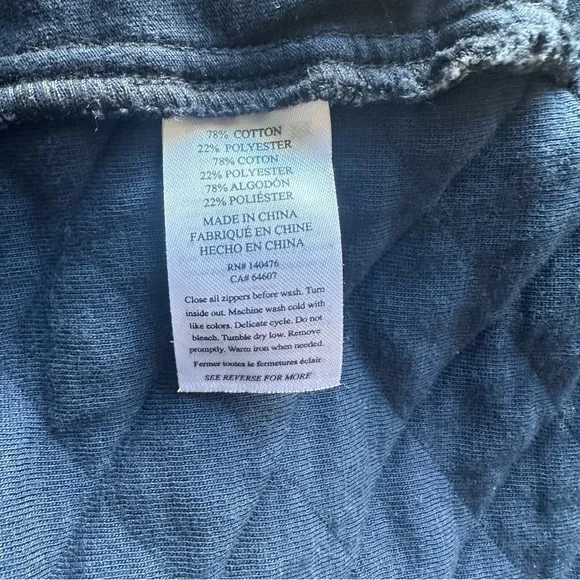 78% COTTON
22% POLYESTER
78% COTON
22% POLYESTER
78% ALGODÓN
22% POLIÉSTER
MADE IN CHINA
FABRIQUÉ EN CHINE
HECHO EN CHINA
RN# 140476
CA# 64607
Close all zippers before wash. Turn
inside out. Machine wash cold with
like colors. Delicate cycle. Do not
bleach. Tumble dry low. Remove
promptly. Warm iron when needed.
Fermer toutes le fermetures éclair
SEE REVERSE FOR MORE